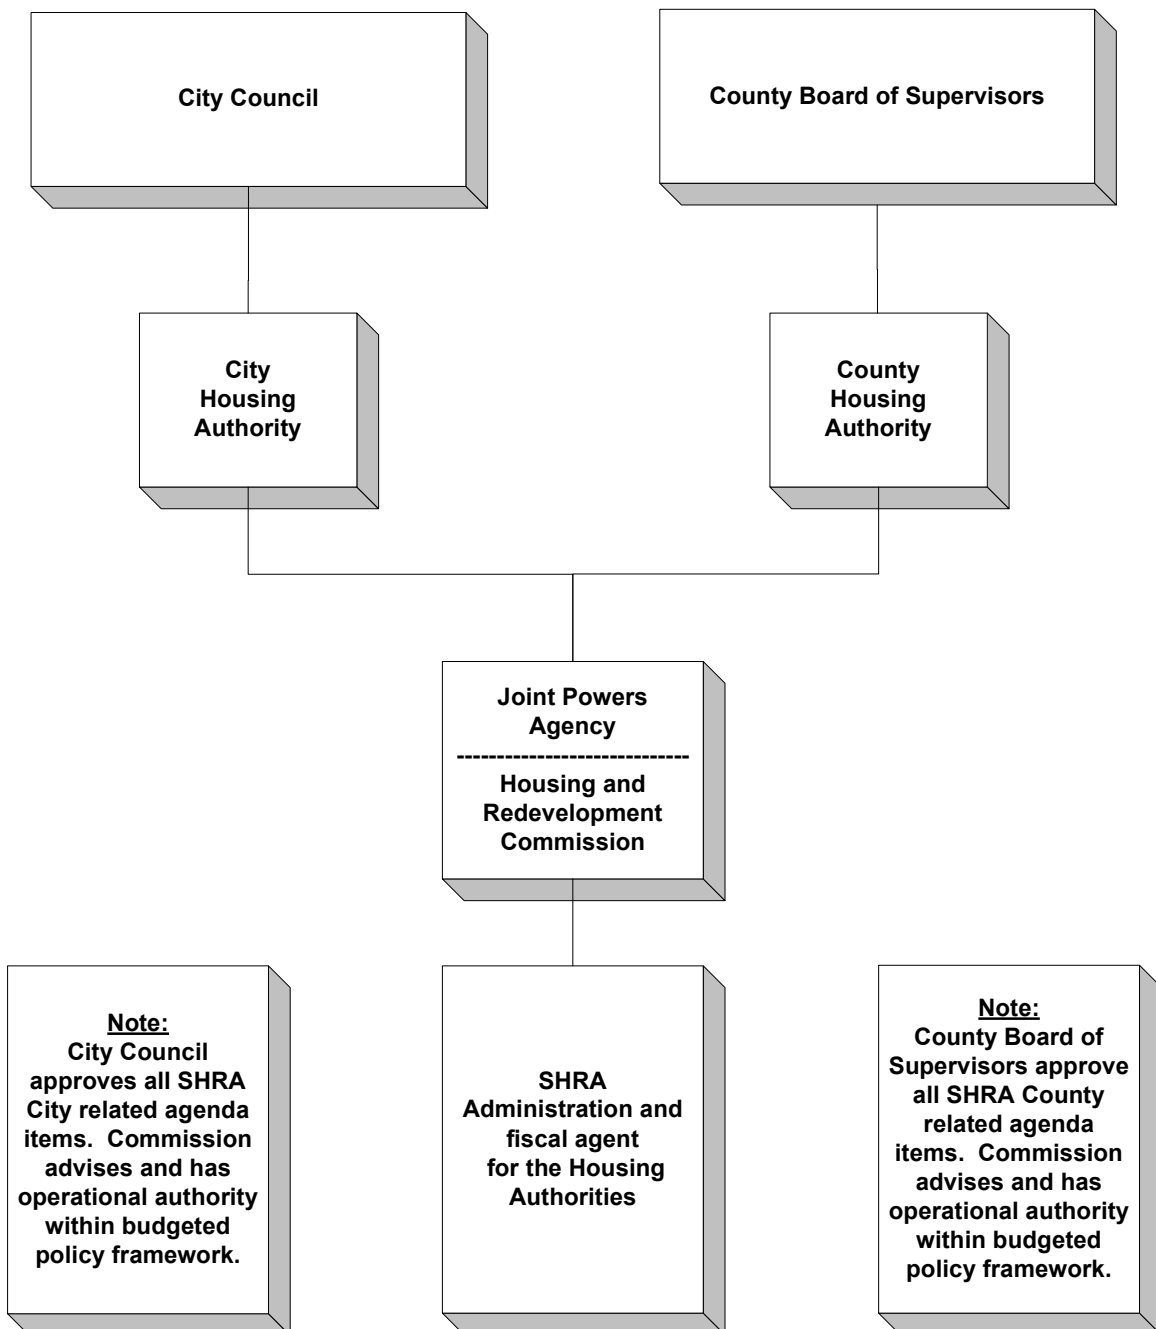 City Council
County Board of Supervisors
City
Housing
Authority
County
Housing
Authority
Joint Powers
Agency
-----------------------------
Housing and
Redevelopment
Commission
Note:
City Council
approves all SHRA
City related agenda
items.  Commission
advises and has
operational authority
within budgeted
policy framework.
SHRA
Administration and
fiscal agent
for the Housing
Authorities
Note:
County Board of
Supervisors approve
all SHRA County
related agenda
items.  Commission
advises and has
operational authority
within budgeted
policy framework.